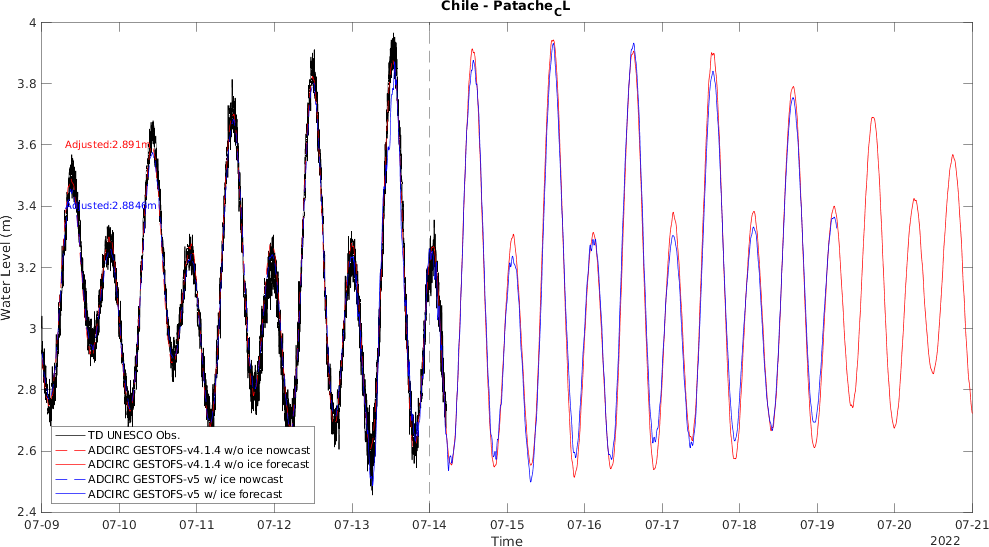 Chile - Patache_CL
4
3.8
3.6
3.4
3.2
3
2.8
2.6
2.4
Water Level (m)
Adjusted:2.891m
Adjusted:2.8846m
TD UNESCO Obs.
ADCIRC GESTOFS-v4.1.4 w/o ice nowcast
ADCIRC GESTOFS-v4.1.4 w/o ice forecast
ADCIRC GESTOFS-v5 w/ ice nowcast
ADCIRC GESTOFS-v5 w/ ice forecast
07-09 07-10 07-11 07-12 07-13 07-14 07-15 07-16 07-17 07-18 07-19 07-20 07-21
Time
2022